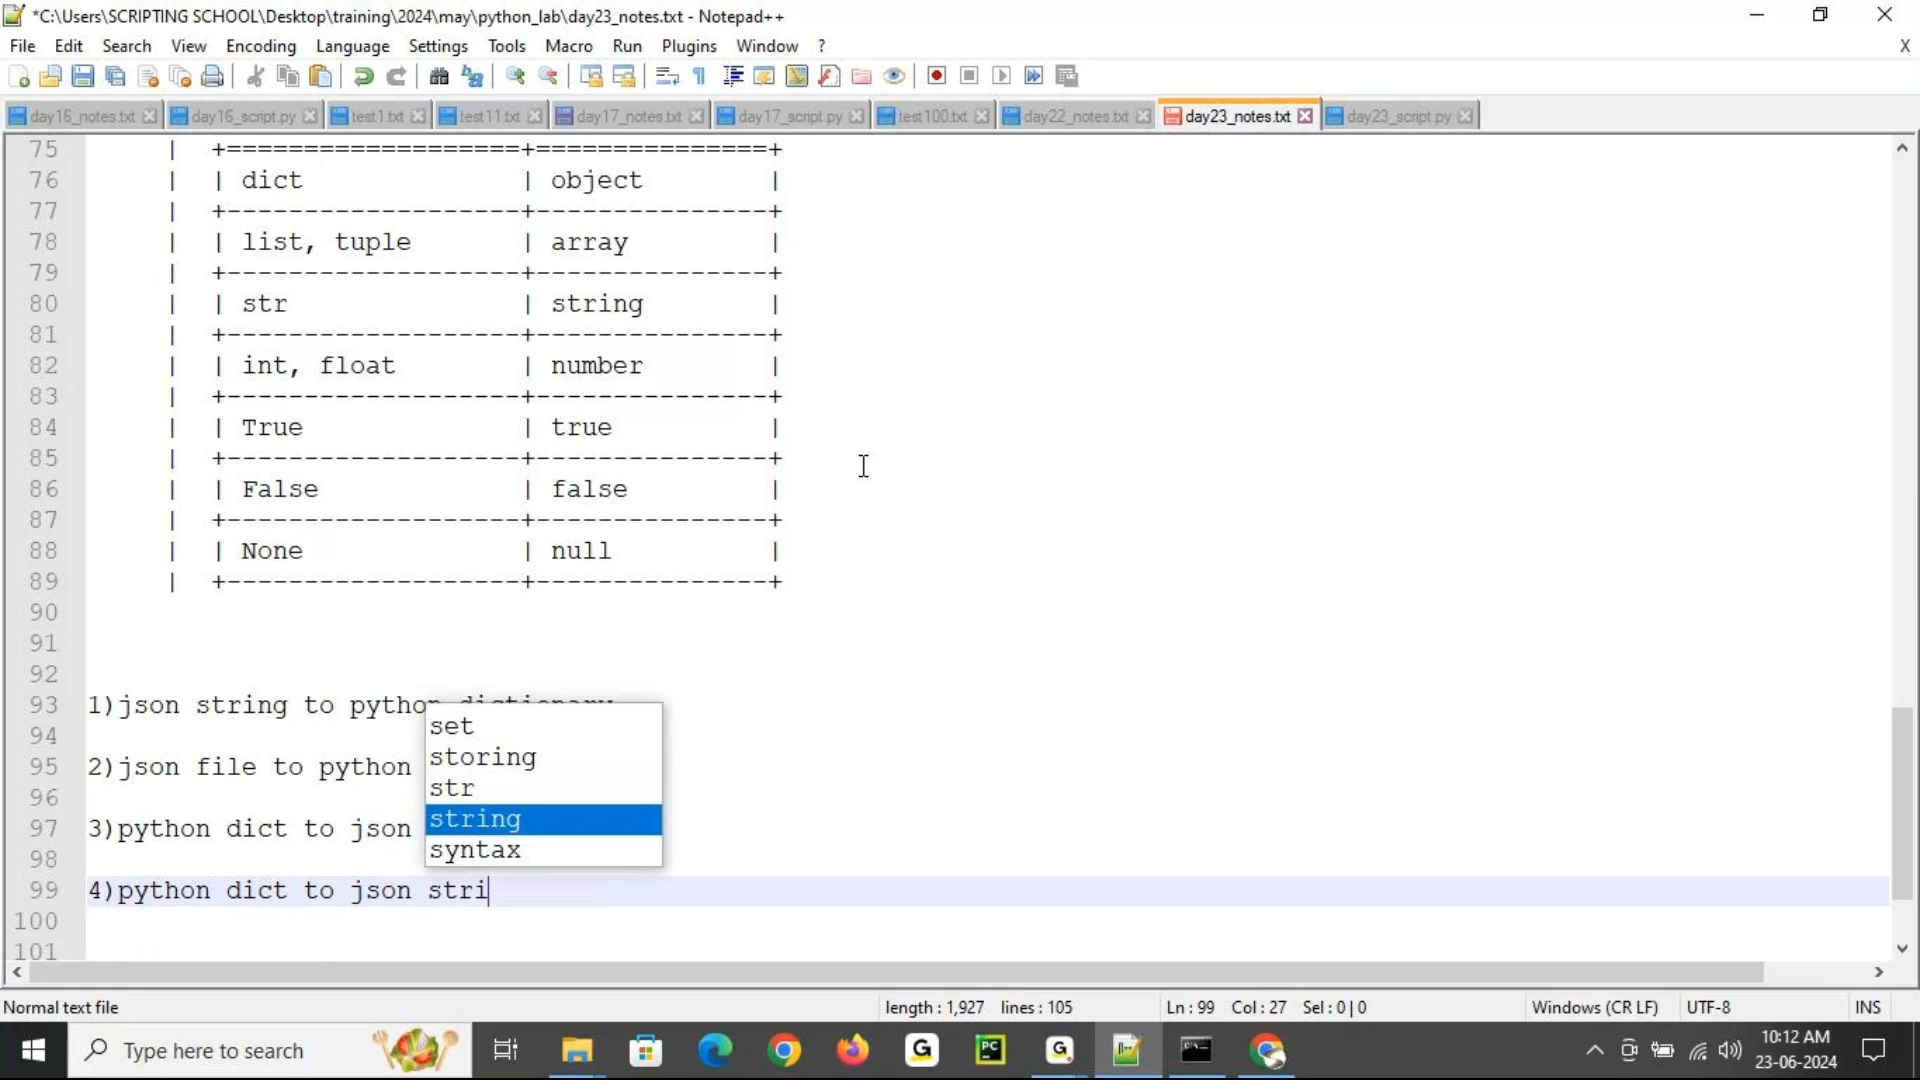 *C:\Users\SCRIPTING SCHOOL\Desktop\training\2024\may\python_lab\day23_notes.txt - Notepad++
File Edit Search View Encoding Language Settings Tools Macro Run Plugins Window ? X
day16_notes.txt day16_script.py test1.txt test11.txt day17_notes.txt day17_script.py test100.txt day22_notes.txt day23_notes.txt day23_script.py
75 | +===================+===============+
76 | | dict | object |
77 | +-------------------+---------------+
78 | | list, tuple | array |
79 | +-------------------+---------------+
80 | | str | string |
81 | +-------------------+---------------+
82 | | int, float | number |
83 | +-------------------+---------------+
84 | | True | true |
85 | +-------------------+---------------+
86 | | False | false |
87 | +-------------------+---------------+
88 | | None | null |
89 | +-------------------+---------------+
90
91
92
93 1)json string to python dictionary
set
94
storing
95 2)json file to python
str
96
string
97 3)python dict to json
syntax
98
99 4)python dict to json stri
100
101
Normal text file length : 1,927 lines : 105 Ln : 99 Col : 27 Sel : 0 | 0 Windows (CR LF) UTF-8 INS
Type here to search
10:12 AM
23-06-2024